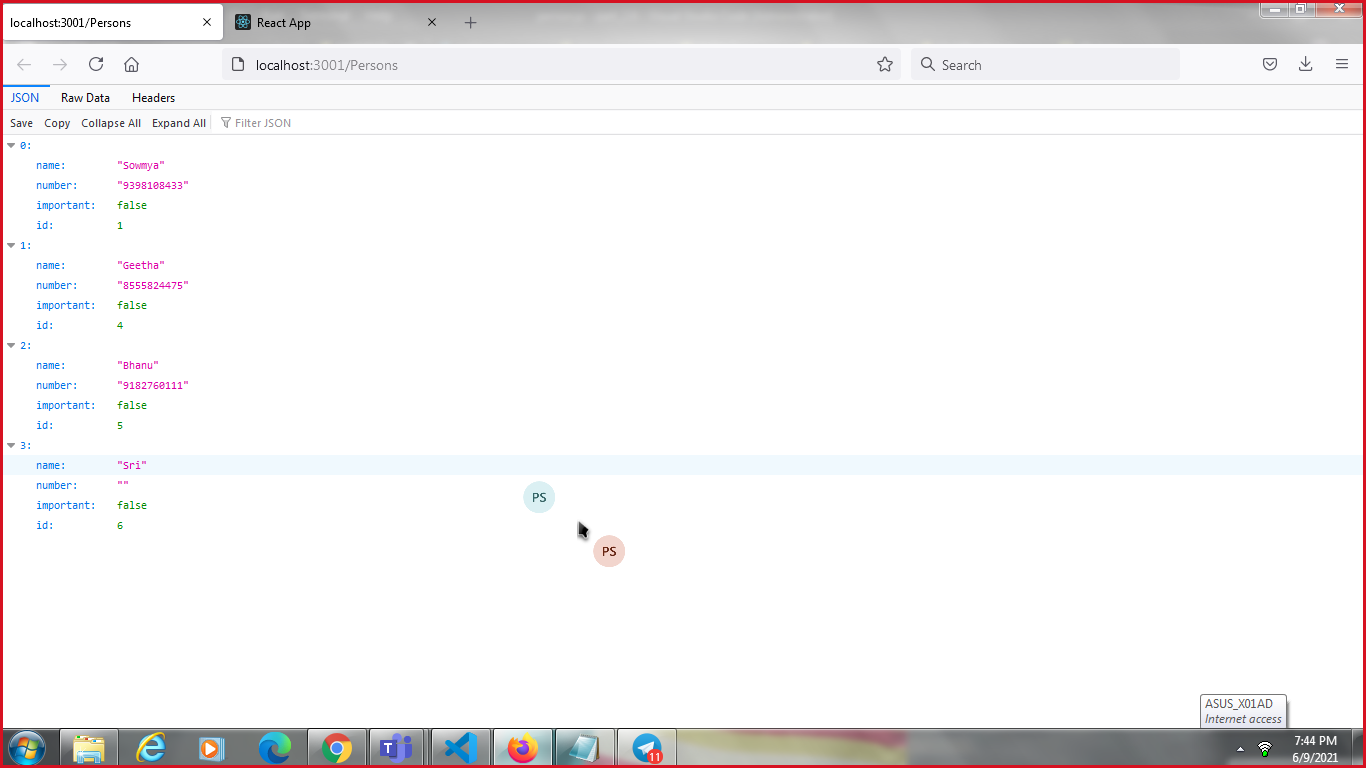 localhost:3001/Persons
React App
localhost:3001/Persons
Search
JSON Raw Data Headers
Save Copy Collapse All Expand All Filter JSON
0:
name: "Sowmya"
number: "9398108433"
important: false
id: 1
1:
name: "Geetha"
number: "8555824475"
important: false
id: 4
2:
name: "Bhanu"
number: "9182760111"
important: false
id: 5
3:
name: "Sri"
number: ""
important: false
id: 6
PS
PS
ASUS_X01AD
Internet access
11
7:44 PM
6/9/2021